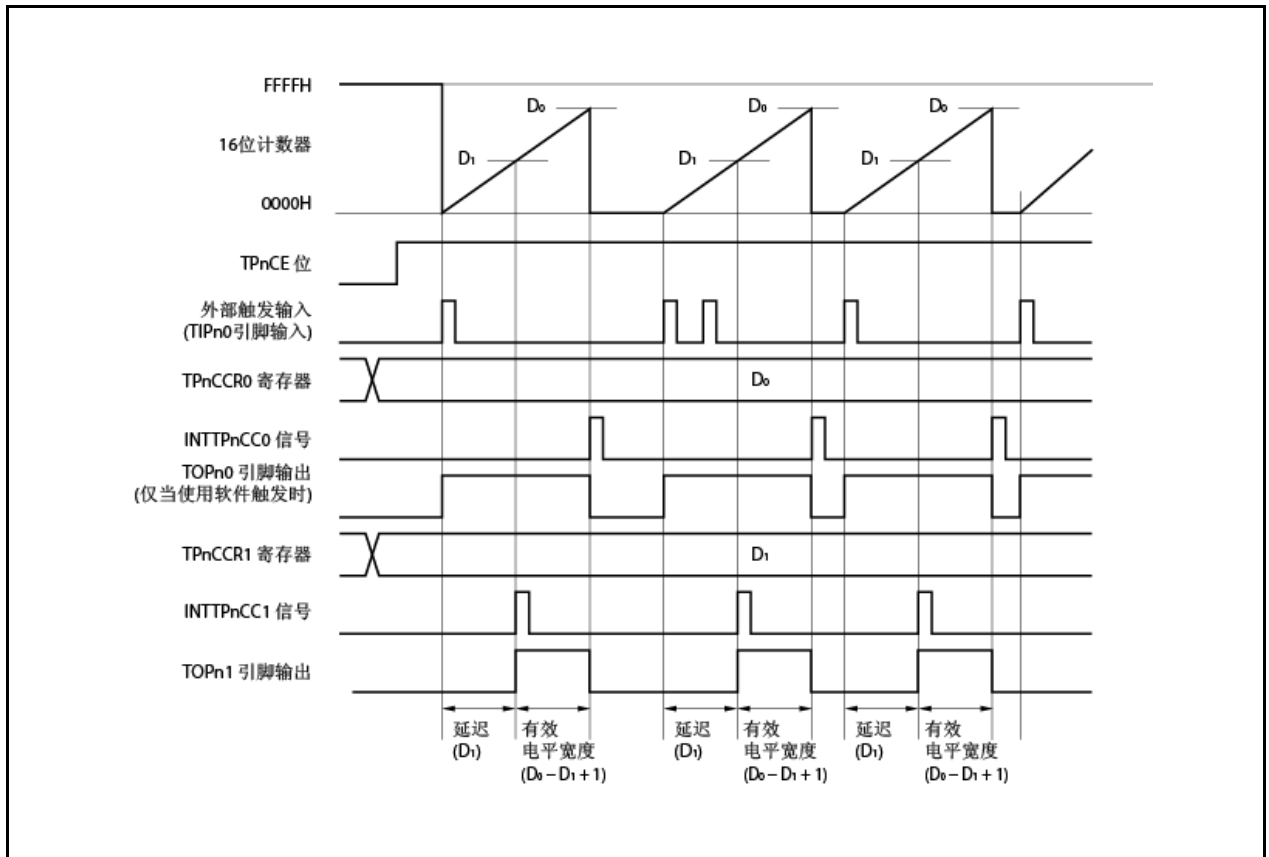 FFFFH
D₀
D₀
D₀
16位计数器
D₁
D₁
D₁
0000H
TPnCE 位
外部触发输入
(TIPn0引脚输入)
TPnCCR0 寄存器
D₀
INTTPnCC0 信号
TOPn0 引脚输出
(仅当使用软件触发时)
TPnCCR1 寄存器
D₁
INTTPnCC1 信号
TOPn1 引脚输出
延迟
(D₁)
有效
电平宽度
(D₀ – D₁ + 1)
延迟
(D₁)
有效
电平宽度
(D₀ – D₁ + 1)
延迟
(D₁)
有效
电平宽度
(D₀ – D₁ + 1)